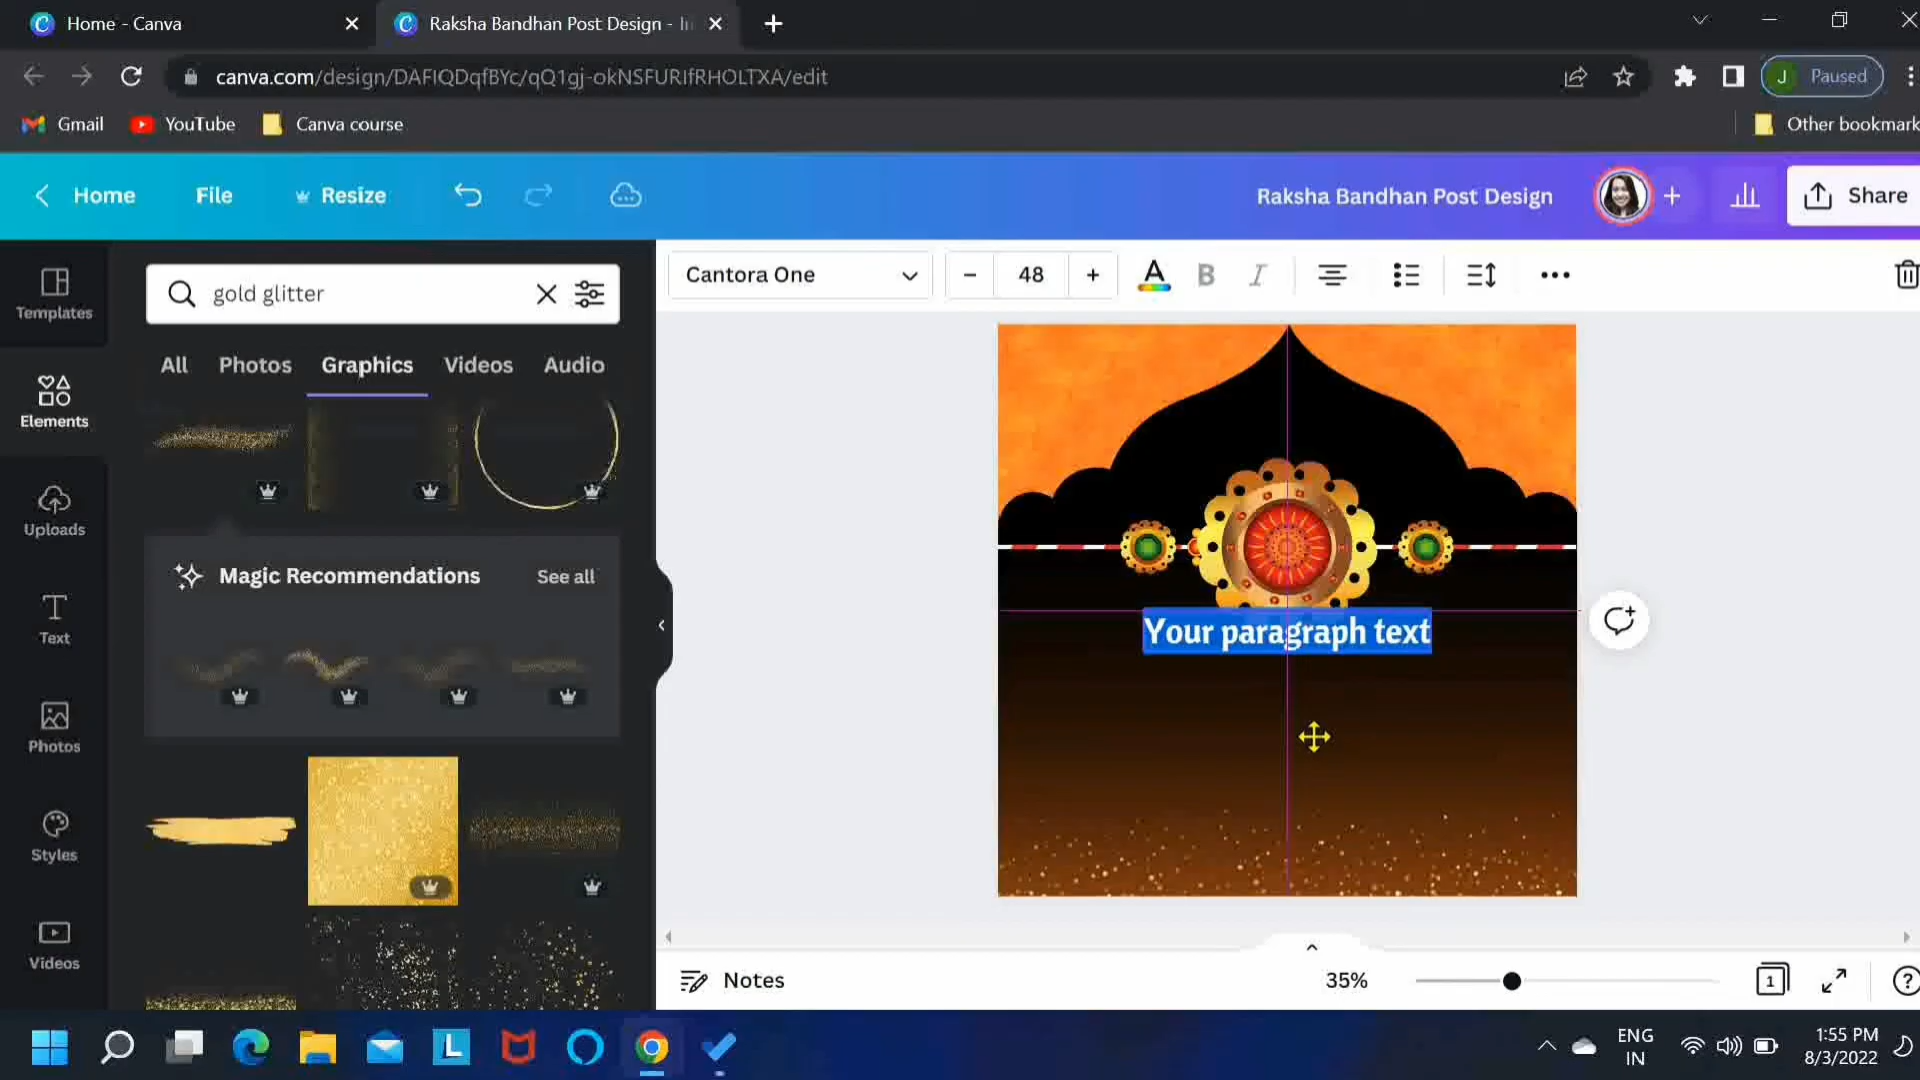 Home - Canva
Raksha Bandhan Post Design -
canva.com/design/DAFIQDqfBYc/qQ1gj-okNSFURIfRHOLTXA/edit
J Paused
Gmail YouTube Canva course Other bookmark
Home File Resize Raksha Bandhan Post Design + Share
gold glitter
Cantora One 48
A B I
Templates
All Photos Graphics Videos Audio
Elements
Uploads
Magic Recommendations See all
Text
Your paragraph text
Photos
Styles
Videos
Notes 35% 1 ?
ENG
IN
1:55 PM
8/3/2022